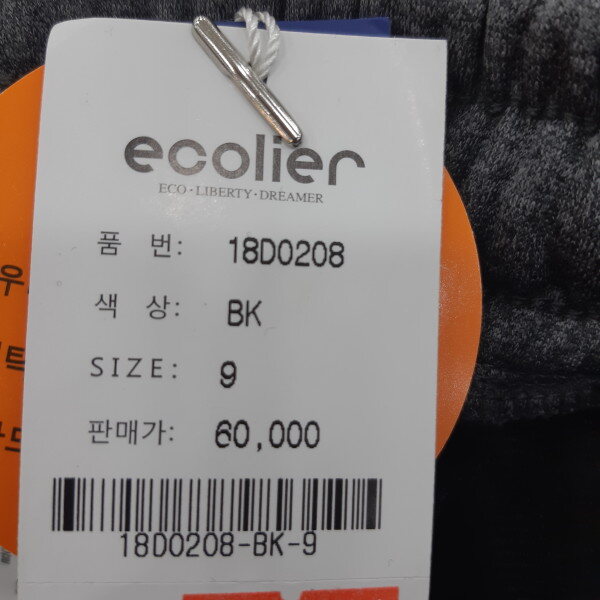 ecolier
ECO·LIBERTY·DREAMER
품 번: 18D0208
색 상: BK
SIZE: 9
판매가: 60,000
18D0208-BK-9